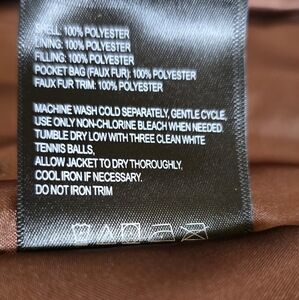 SHELL: 100% POLYESTER
LINING: 100% POLYESTER
FILLING: 100% POLYESTER
POCKET BAG (FAUX FUR): 100% POLYESTER
FAUX FUR TRIM: 100% POLYESTER
MACHINE WASH COLD SEPARATELY, GENTLE CYCLE,
USE ONLY NON-CHLORINE BLEACH WHEN NEEDED.
TUMBLE DRY LOW WITH THREE CLEAN WHITE
TENNIS BALLS,
ALLOW JACKET TO DRY THOROUGHLY,
COOL IRON IF NECESSARY.
DO NOT IRON TRIM